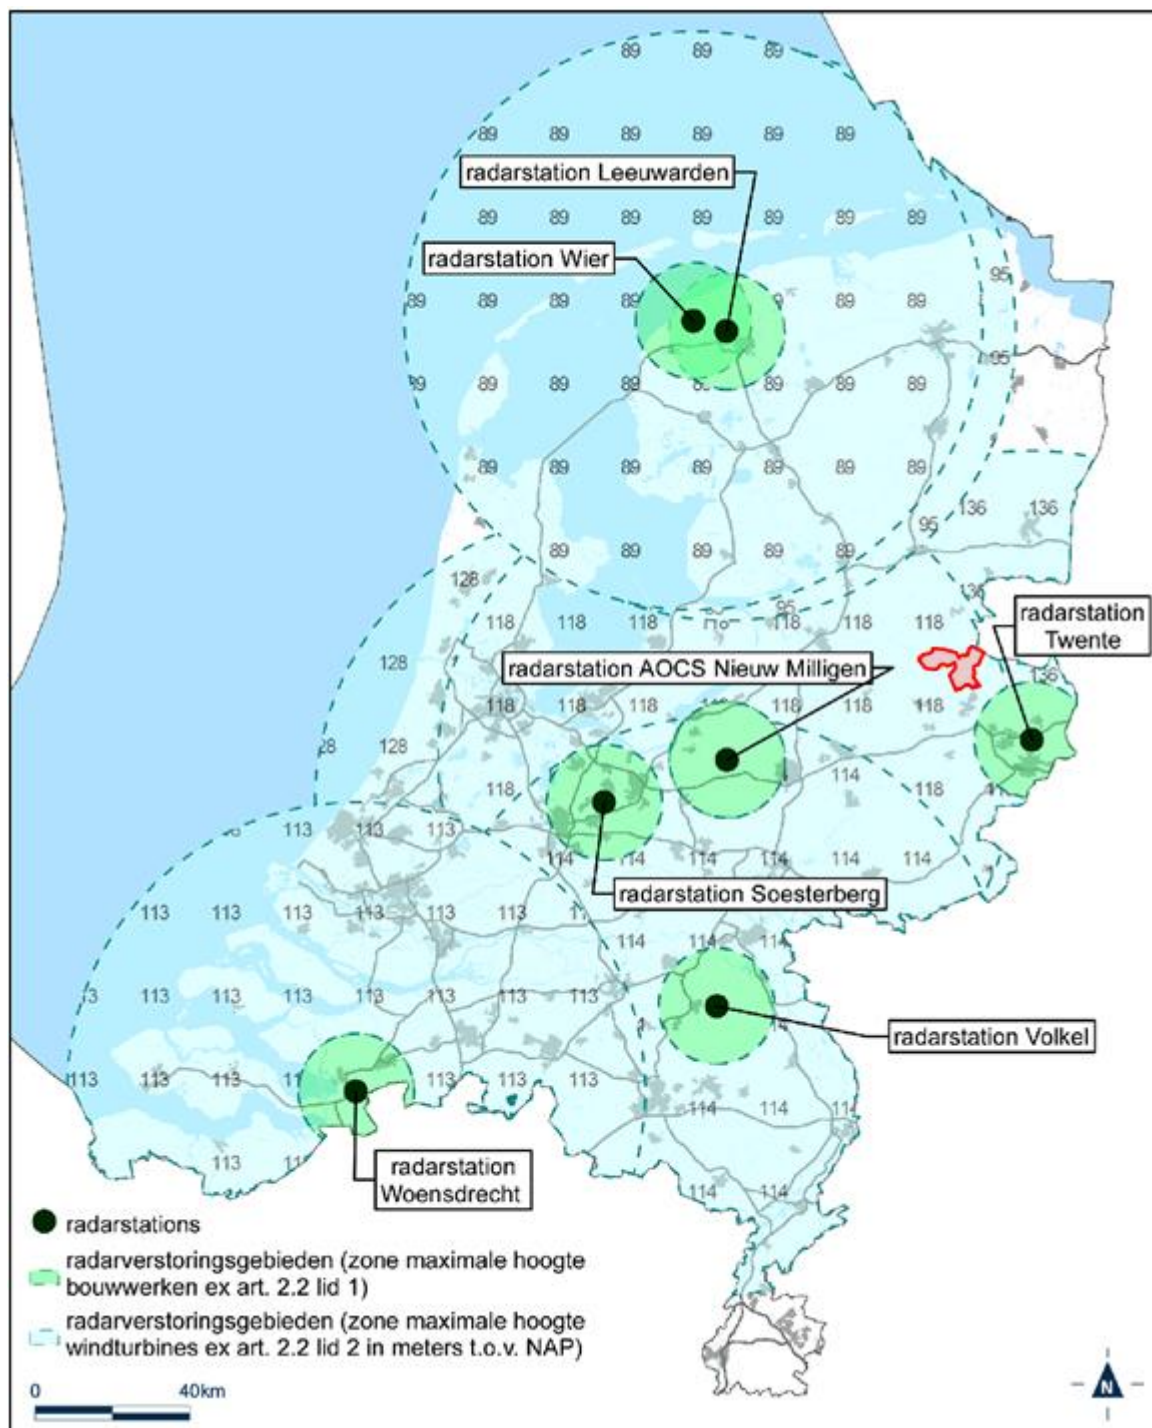 89 89 89
89 89 89 89 89 89
radarstation Leeuwarden
89 89 89 89 89
radarstation Wier
95
89 89 89 89 89
95
89 89 89 89 89 89 89
89 89 89 89 89 89
136 136
95
89 89 89 89 89
128
95
118 118 118 118 118 118
radarstation
Twente
128
radarstation AOCS Nieuw Milligen
136
118 118 118 118 118 118
128
118 114 118
113 113 113
114 114 114 114 114
radarstation Soesterberg
113 113 113 113 113 113
114 114 114
113 113 113 113 113 113 113
radarstation Volkel
113 113 113 113 113 113
114 114 114
113
radarstation
Woensdrecht
114 114
radarstations
radarverstoringsgebieden (zone maximale hoogte
bouwwerken ex art. 2.2 lid 1)
radarverstoringsgebieden (zone maximale hoogte
windturbines ex art. 2.2 lid 2 in meters t.o.v. NAP)
0 40km
N